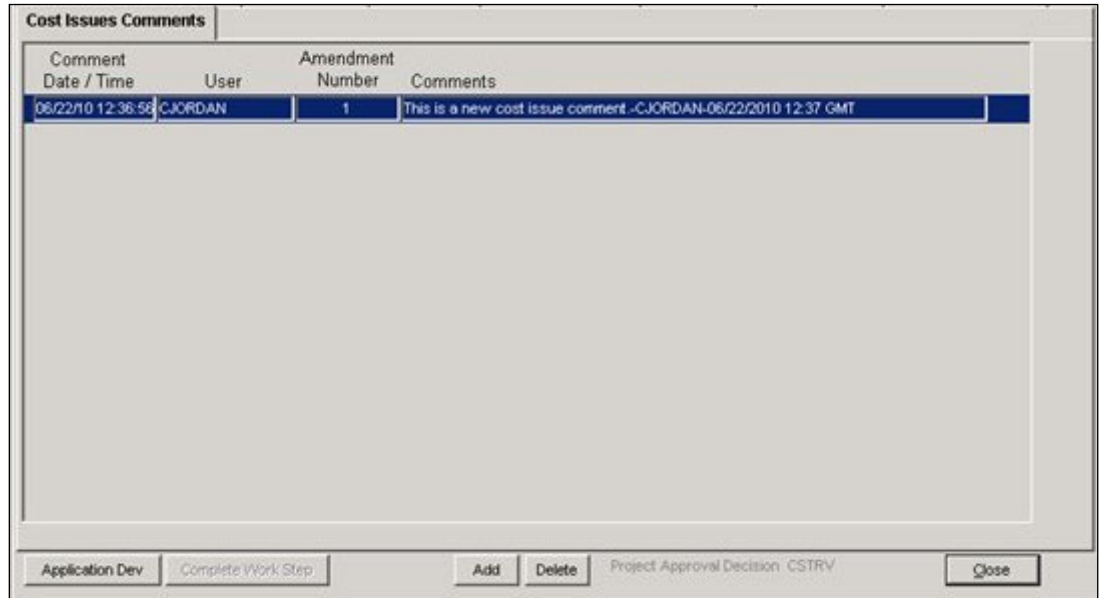 Cost Issues Comments
Comment Date / Time User Amendment Number Comments
06/22/10 12:36:56 CJORDAN 1 This is a new cost issue comment.-CJORDAN-06/22/2010 12:37 GMT
Application Dev Complete Work Step Add Delete Project Approval Decision CSTRV Close